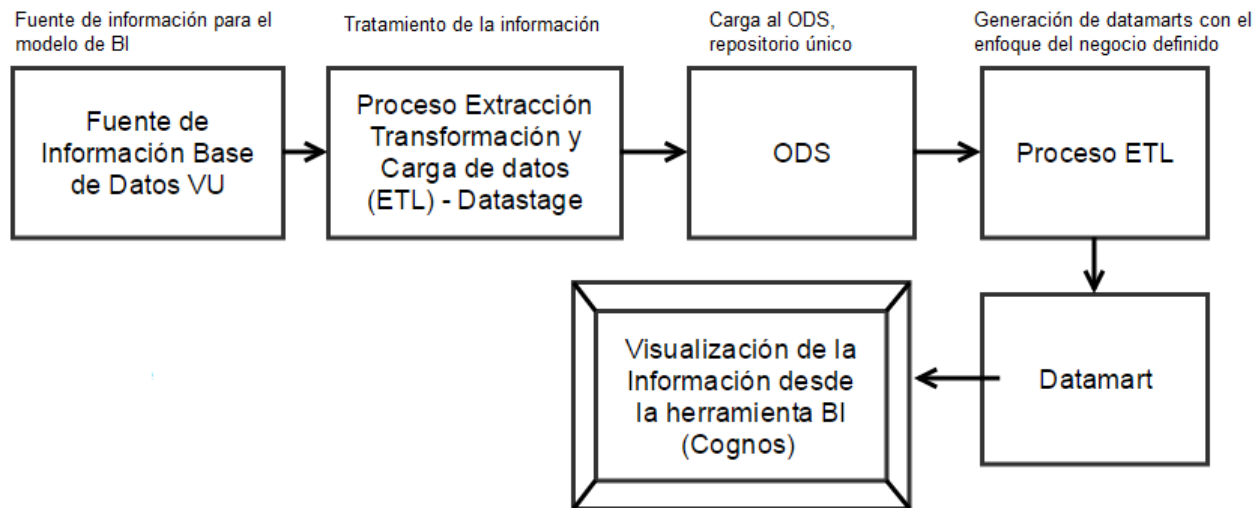 Fuente de información para el
modelo de BI
Tratamiento de la información
Carga al ODS,
repositorio único
Generación de datamarts con el
enfoque del negocio definido
Fuente de
Información Base
de Datos VU
Proceso Extracción
Transformación y
Carga de datos
(ETL) - Datastage
ODS
Proceso ETL
Datamart
Visualización de la
Información desde
la herramienta BI
(Cognos)